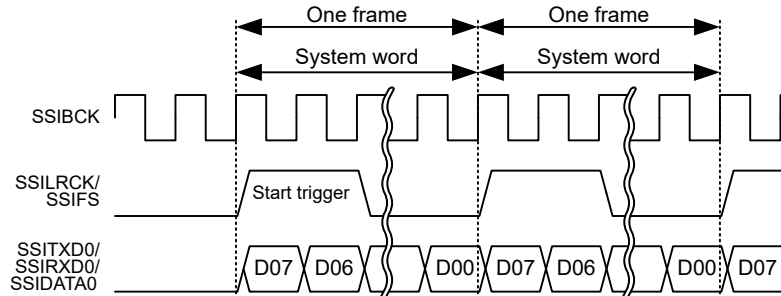 One frame One frame
System word System word
SSIBCK
SSILRCK/
SSIFS
Start trigger
SSITXD0/
SSIRXD0/
SSIDATA0
D07 D06 D00 D07 D06 D00 D07